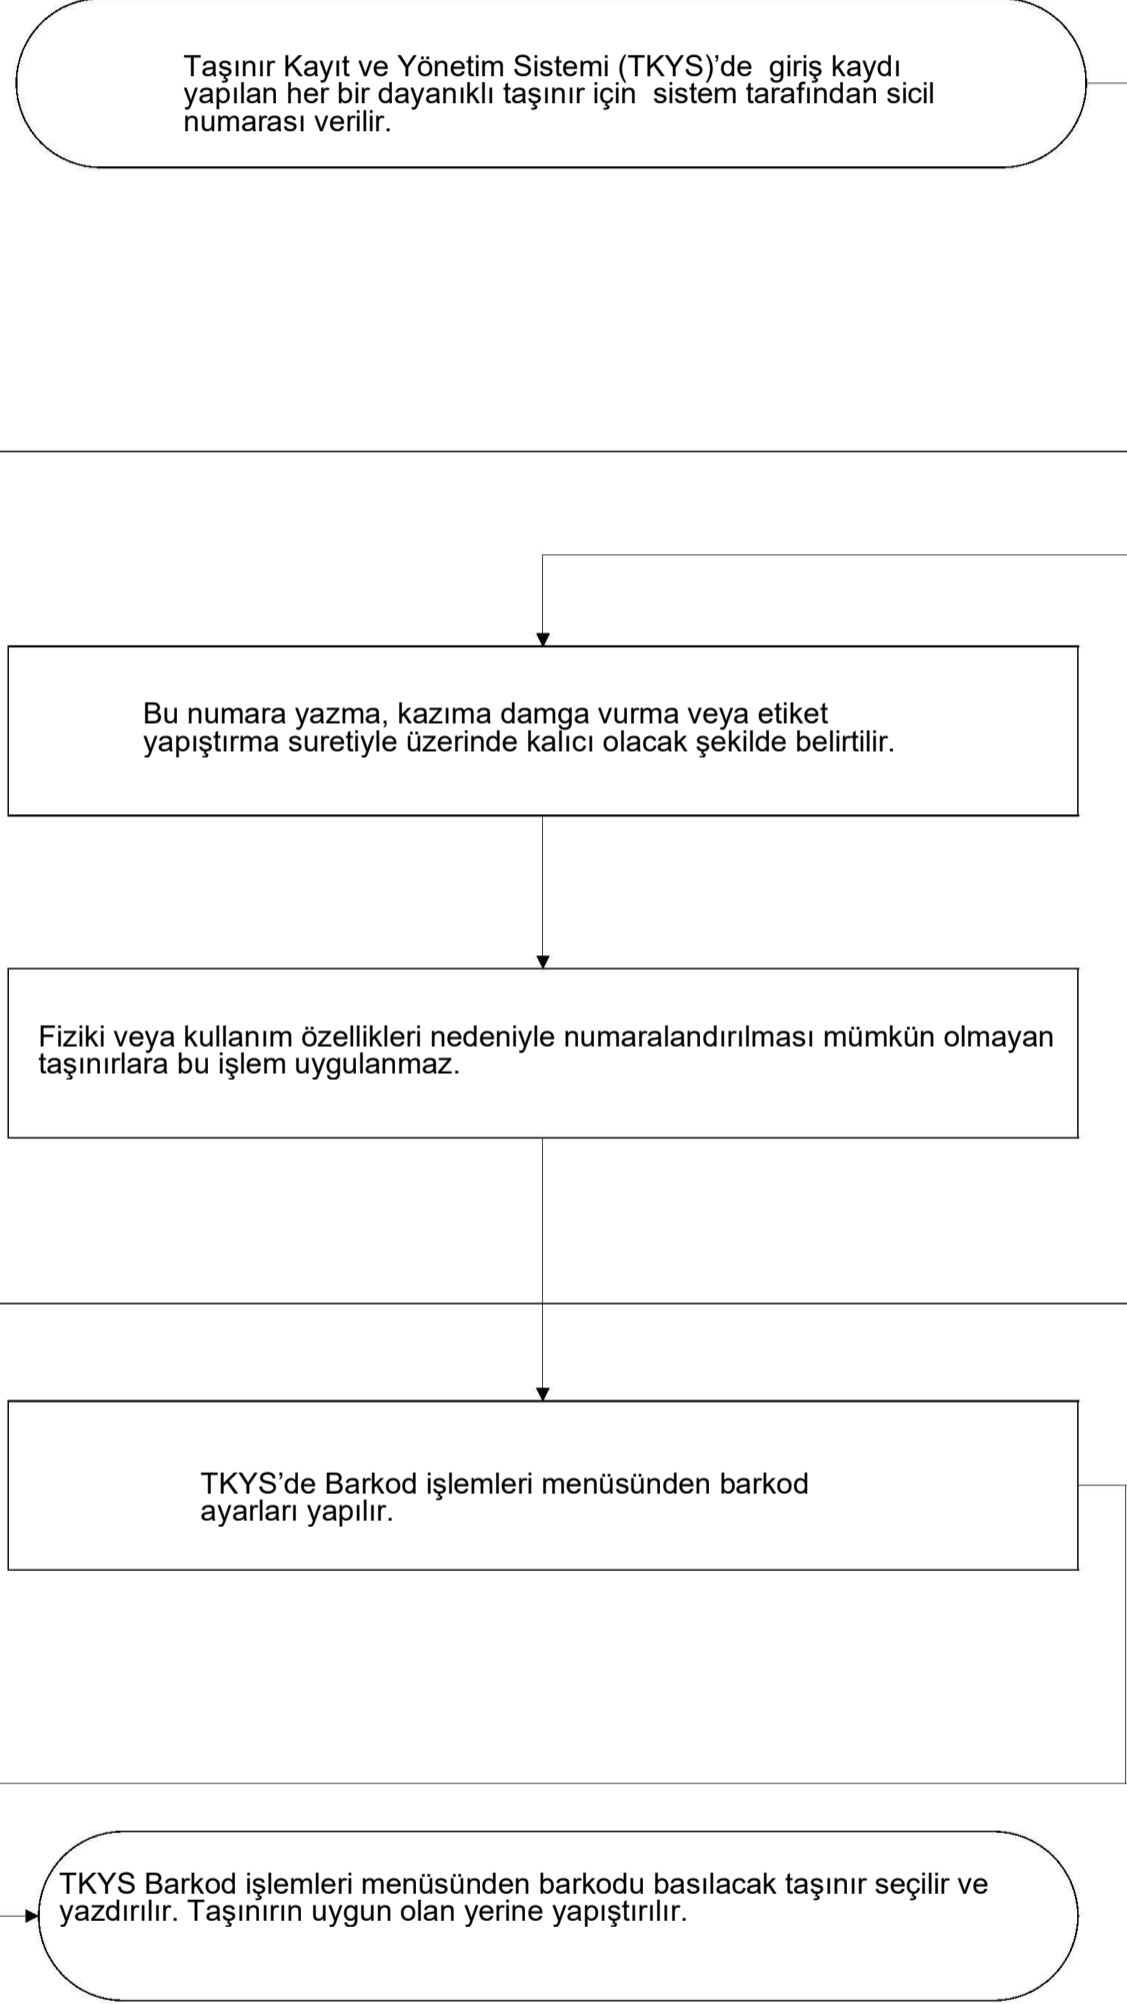 Taşınır Kayıt ve Yönetim Sistemi (TKYS)’de  giriş kaydı
yapılan her bir dayanıklı taşınır için  sistem tarafından sicil
numarası verilir.
Bu numara yazma, kazıma damga vurma veya etiket
yapıştırma suretiyle üzerinde kalıcı olacak şekilde belirtilir.
Fiziki veya kullanım özellikleri nedeniyle numaralandırılması mümkün olmayan
taşınırlara bu işlem uygulanmaz.
TKYS’de Barkod işlemleri menüsünden barkod
ayarları yapılır.
TKYS Barkod işlemleri menüsünden barkodu basılacak taşınır seçilir ve
yazdırılır. Taşınırın uygun olan yerine yapıştırılır.